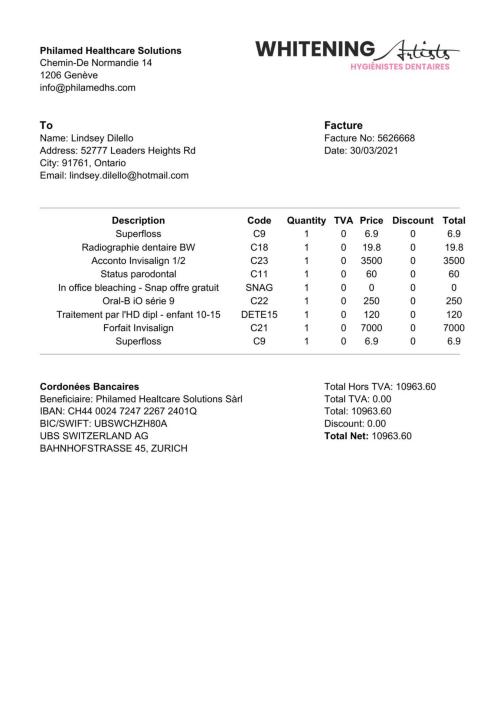 Philamed Healthcare Solutions
Chemin-De Normandie 14
1206 Genève
info@philamedhs.com
WHITENING Artists
HYGIÉNISTES DENTAIRES
To
Name: Lindsey Dilello
Address: 52777 Leaders Heights Rd
City: 91761, Ontario
Email: lindsey.dilello@hotmail.com
Facture
Facture No: 5626668
Date: 30/03/2021
Description Code Quantity TVA Price Discount Total
Superfloss C9 1 0 6.9 0 6.9
Radiographie dentaire BW C18 1 0 19.8 0 19.8
Acconto Invisalign 1/2 C23 1 0 3500 0 3500
Status parodontal C11 1 0 60 0 60
In office bleaching - Snap offre gratuit SNAG 1 0 0 0 0
Oral-B iO série 9 C22 1 0 250 0 250
Traitement par l'HD dipl - enfant 10-15 DETE15 1 0 120 0 120
Forfait Invisalign C21 1 0 7000 0 7000
Superfloss C9 1 0 6.9 0 6.9
Cordonées Bancaires
Beneficiaire: Philamed Healtcare Solutions Sàrl
IBAN: CH44 0024 7247 2267 2401Q
BIC/SWIFT: UBSWCHZH80A
UBS SWITZERLAND AG
BAHNHOFSTRASSE 45, ZURICH
Total Hors TVA: 10963.60
Total TVA: 0.00
Total: 10963.60
Discount: 0.00
Total Net: 10963.60